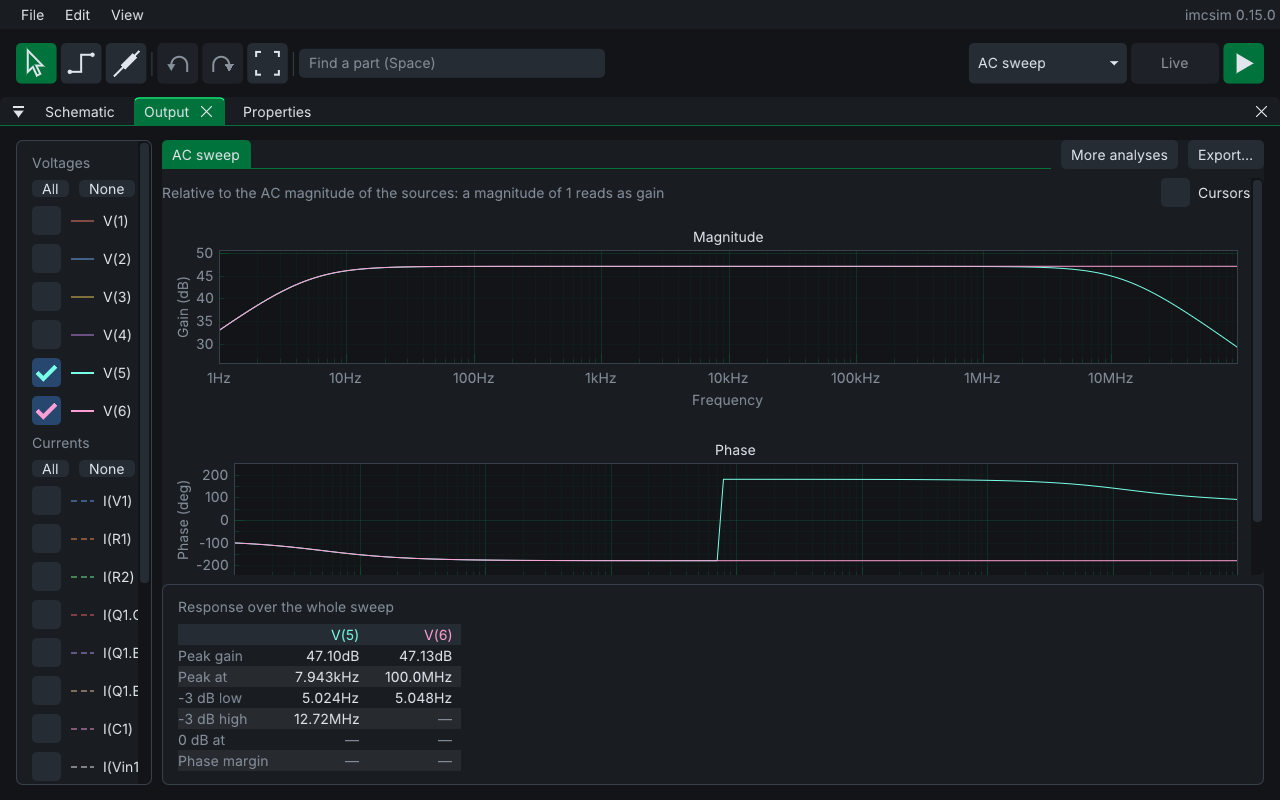 File Edit View imcsim 0.15.0
Find a part (Space) AC sweep Live
Schematic Output Properties
Voltages
All None
V(1)
V(2)
V(3)
V(4)
V(5)
V(6)
Currents
All None
I(V1)
I(R1)
I(R2)
I(C1)
AC sweep More analyses Export...
Relative to the AC magnitude of the sources: a magnitude of 1 reads as gain Cursors
Magnitude
Gain (dB)
50
45
40
35
30
1Hz 10Hz 100Hz 1kHz 10kHz 100kHz 1MHz 10MHz
Frequency
Phase
Phase (deg)
200
100
0
-100
-200
Response over the whole sweep
V(5) V(6)
Peak gain 47.10dB 47.13dB
Peak at 7.943kHz 100.0MHz
-3 dB low 5.024Hz 5.048Hz
-3 dB high 12.72MHz —
0 dB at — —
Phase margin — —